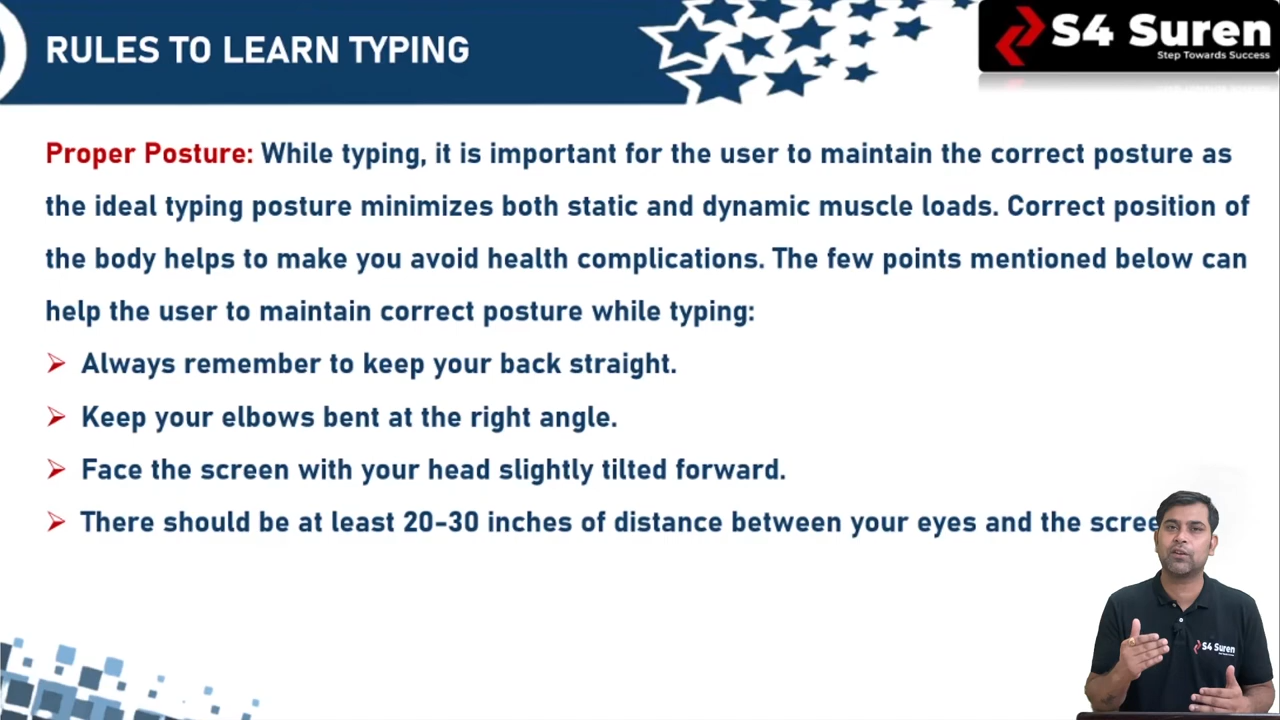 RULES TO LEARN TYPING
S4 Suren
Step Towards Success
Proper Posture: While typing, it is important for the user to maintain the correct posture as
the ideal typing posture minimizes both static and dynamic muscle loads. Correct position of
the body helps to make you avoid health complications. The few points mentioned below can
help the user to maintain correct posture while typing:
➢ Always remember to keep your back straight.
➢ Keep your elbows bent at the right angle.
➢ Face the screen with your head slightly tilted forward.
➢ There should be at least 20-30 inches of distance between your eyes and the scree
S4 Suren